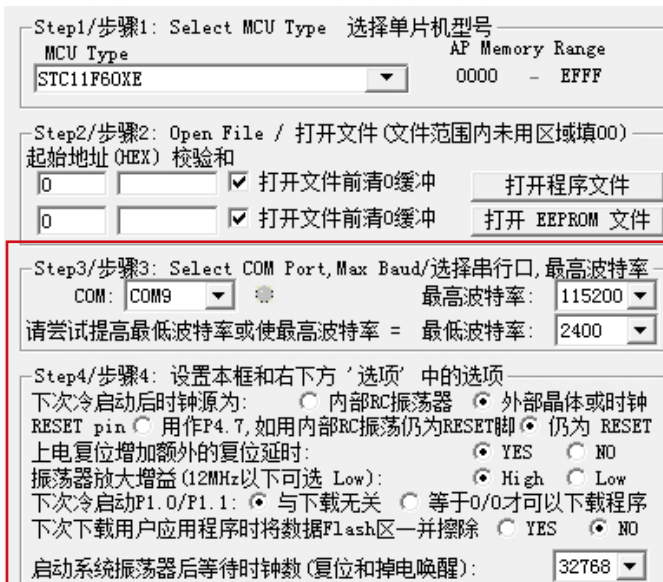 Step1/步骤1: Select MCU Type 选择单片机型号
MCU Type AP Memory Range
STC11F60XE 0000 - EFFF
Step2/步骤2: Open File / 打开文件(文件范围内未用区域填00)
起始地址(HEX) 校验和
0 打开文件前清0缓冲 打开程序文件
0 打开文件前清0缓冲 打开 EEPROM 文件
Step3/步骤3: Select COM Port,Max Baud/选择串行口,最高波特率
COM: COM9 最高波特率: 115200
请尝试提高最低波特率或使最高波特率 = 最低波特率: 2400
Step4/步骤4: 设置本框和右下方 '选项' 中的选项
下次冷启动后时钟源为: 内部RC振荡器 外部晶体或时钟
RESET pin 用作P4.7,如用内部RC振荡仍为RESET脚 仍为 RESET
上电复位增加额外的复位延时: YES NO
振荡器放大增益(12MHz以下可选 Low): High Low
下次冷启动P1.0/P1.1: 与下载无关 等于0/0才可以下载程序
下次下载用户应用程序时将数据Flash区一并擦除 YES NO
启动系统振荡器后等待时钟数(复位和掉电唤醒): 32768